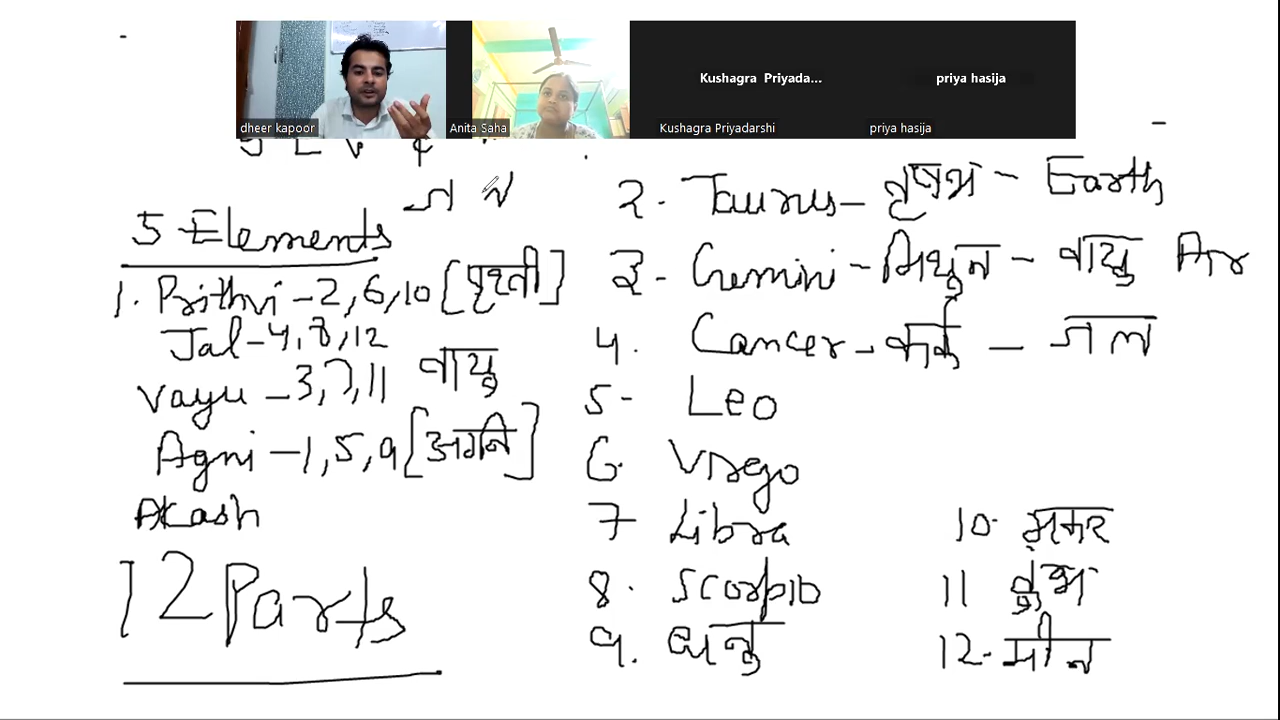 Kushagra Priyada...
priya hasija
dheer kapoor
Anita Saha
Kushagra Priyadarshi
priya hasija
5 Elements
1. Prithvi - 2, 6, 10 [पृथ्वी]
Jal - 4, 8, 12
Vayu - 3, 7, 11 वायु
Agni - 1, 5, 9 [अग्नि]
Akash
12 Parts
2. Taurus - वृषभ - Earth
3. Gemini - मिथुन - वायु Air
4. Cancer - कर्क - जल
5- Leo
6. Virgo
7 Libra
8. Scorpio
9. धनु
10. मकर
11 कुंभ
12. मीन